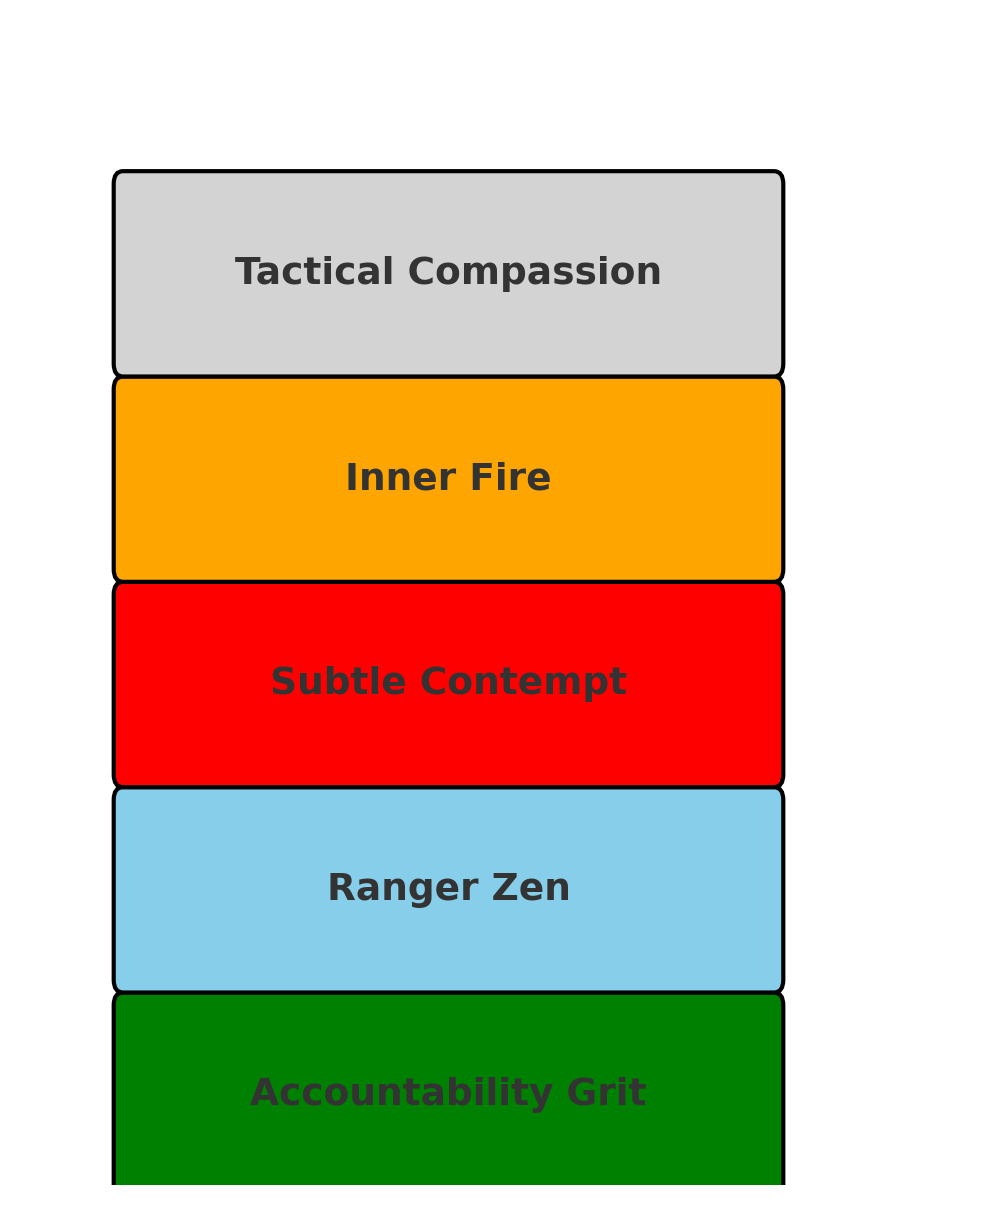 Tactical Compassion
Inner Fire
Subtle Contempt
Ranger Zen
Accountability Grit